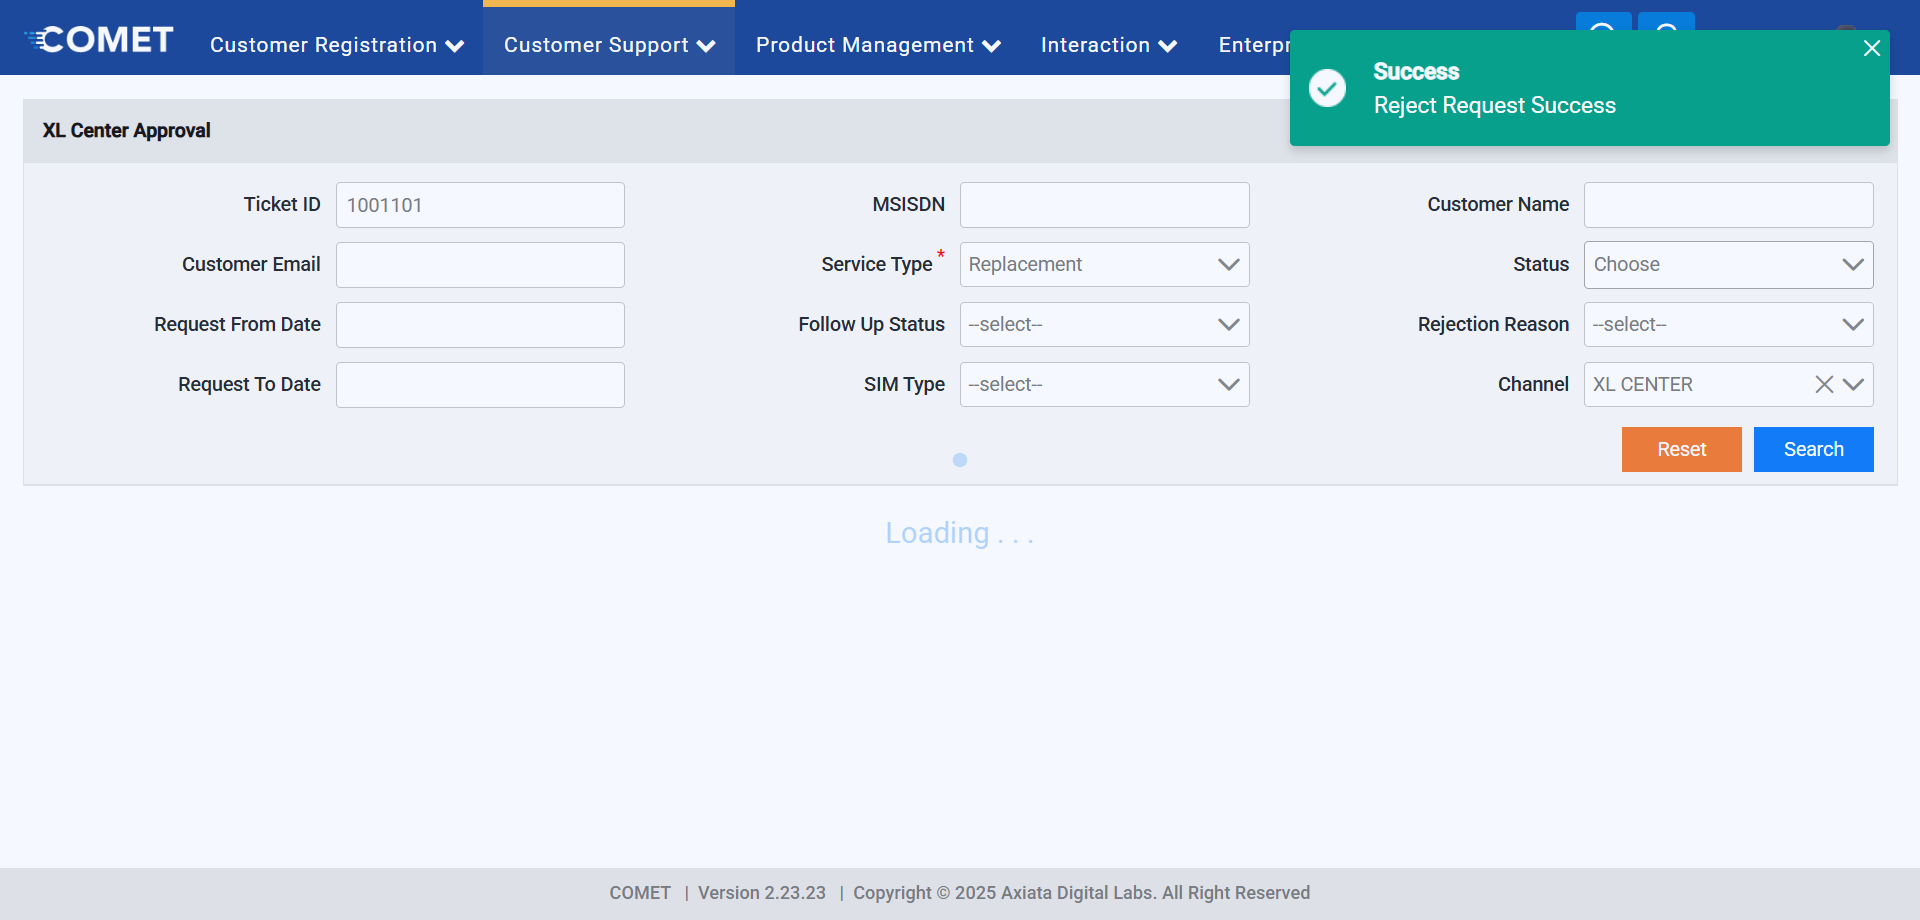 COMET
Customer Registration
Customer Support
Product Management
Interaction
Success
Reject Request Success
XL Center Approval
Ticket ID 1001101 MSISDN Customer Name
Customer Email Service Type * Replacement Status Choose
Request From Date Follow Up Status --select-- Rejection Reason --select--
Request To Date SIM Type --select-- Channel XL CENTER
Reset Search
Loading . . .
COMET | Version 2.23.23 | Copyright © 2025 Axiata Digital Labs. All Right Reserved